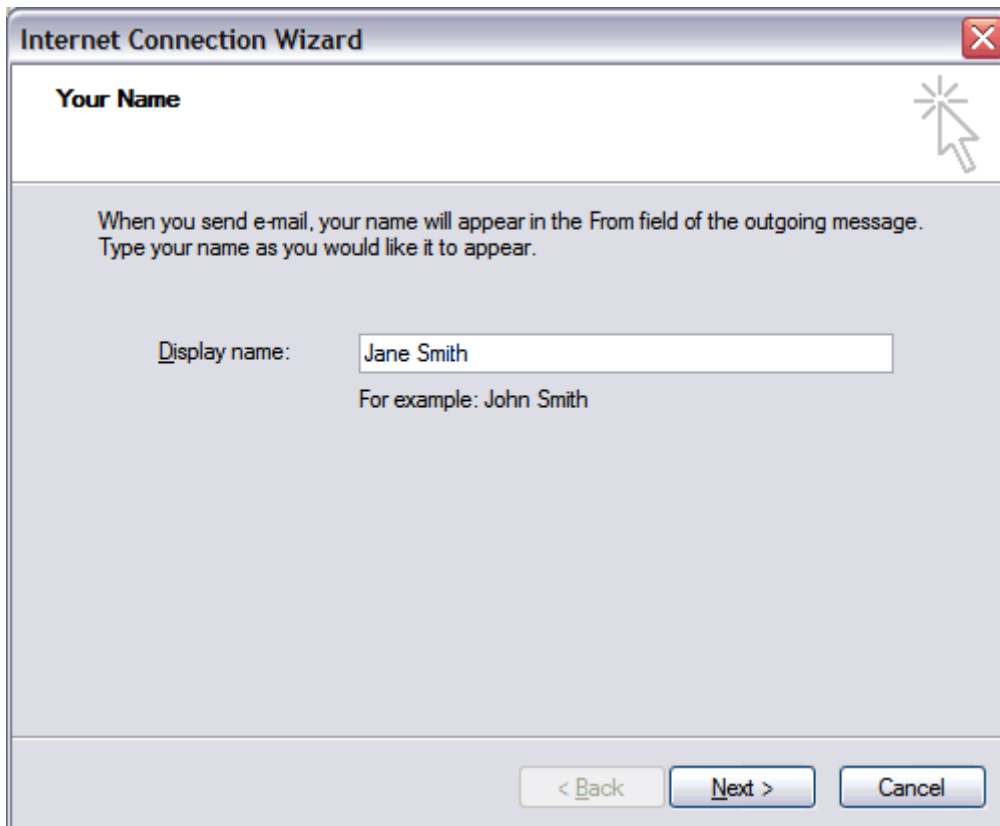 Internet Connection Wizard
Your Name
When you send e-mail, your name will appear in the From field of the outgoing message.
Type your name as you would like it to appear.
Display name: Jane Smith
For example: John Smith
< Back Next > Cancel